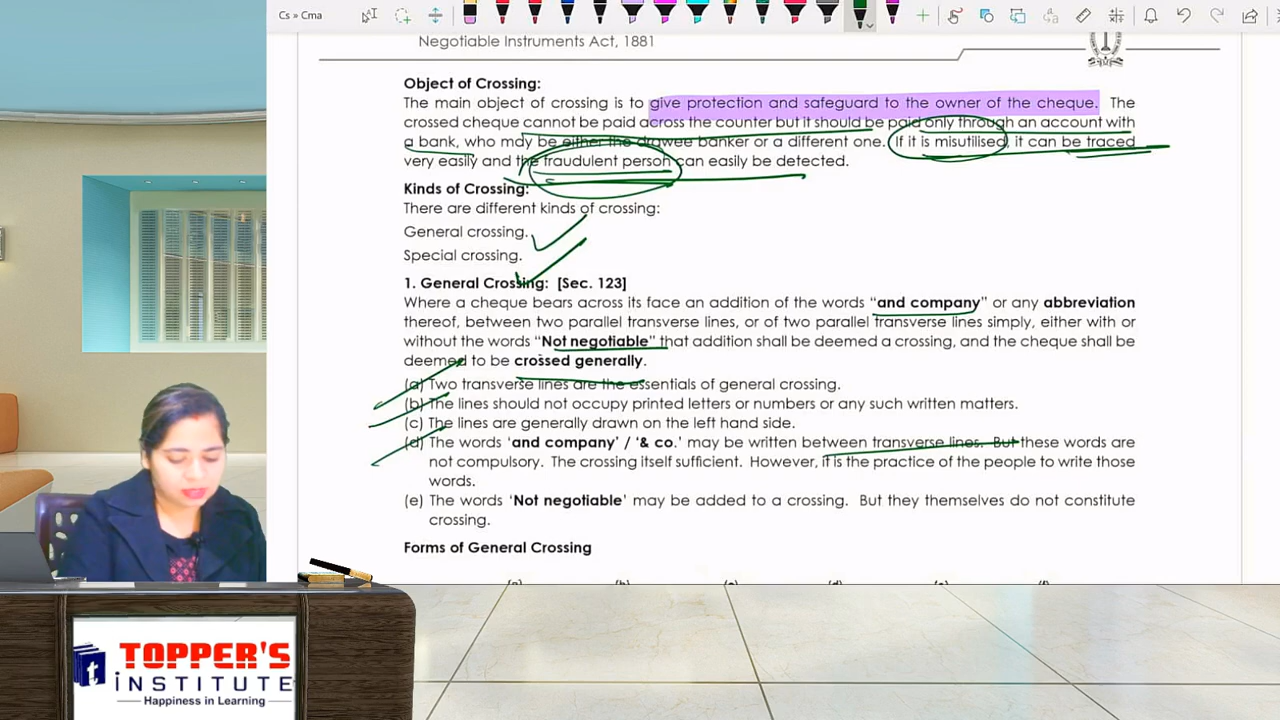 Cs » Cma
Negotiable Instruments Act, 1881
Object of Crossing:
The main object of crossing is to give protection and safeguard to the owner of the cheque. The
crossed cheque cannot be paid across the counter but it should be paid only through an account with
a bank, who may be either the drawee banker or a different one. If it is misutilised, it can be traced
very easily and the fraudulent person can easily be detected.
Kinds of Crossing:
There are different kinds of crossing:
General crossing.
Special crossing.
1. General Crossing: [Sec. 123]
Where a cheque bears across its face an addition of the words “and company” or any abbreviation
thereof, between two parallel transverse lines, or of two parallel transverse lines simply, either with or
without the words “Not negotiable” that addition shall be deemed a crossing, and the cheque shall be
deemed to be crossed generally.
(a) Two transverse lines are the essentials of general crossing.
(b) The lines should not occupy printed letters or numbers or any such written matters.
(c) The lines are generally drawn on the left hand side.
(d) The words ‘and company’ / ‘& co.’ may be written between transverse lines. But these words are
not compulsory. The crossing itself sufficient. However, it is the practice of the people to write those
words.
(e) The words ‘Not negotiable’ may be added to a crossing. But they themselves do not constitute
crossing.
Forms of General Crossing
t
TOPPER'S
INSTITUTE
Happiness in Learning